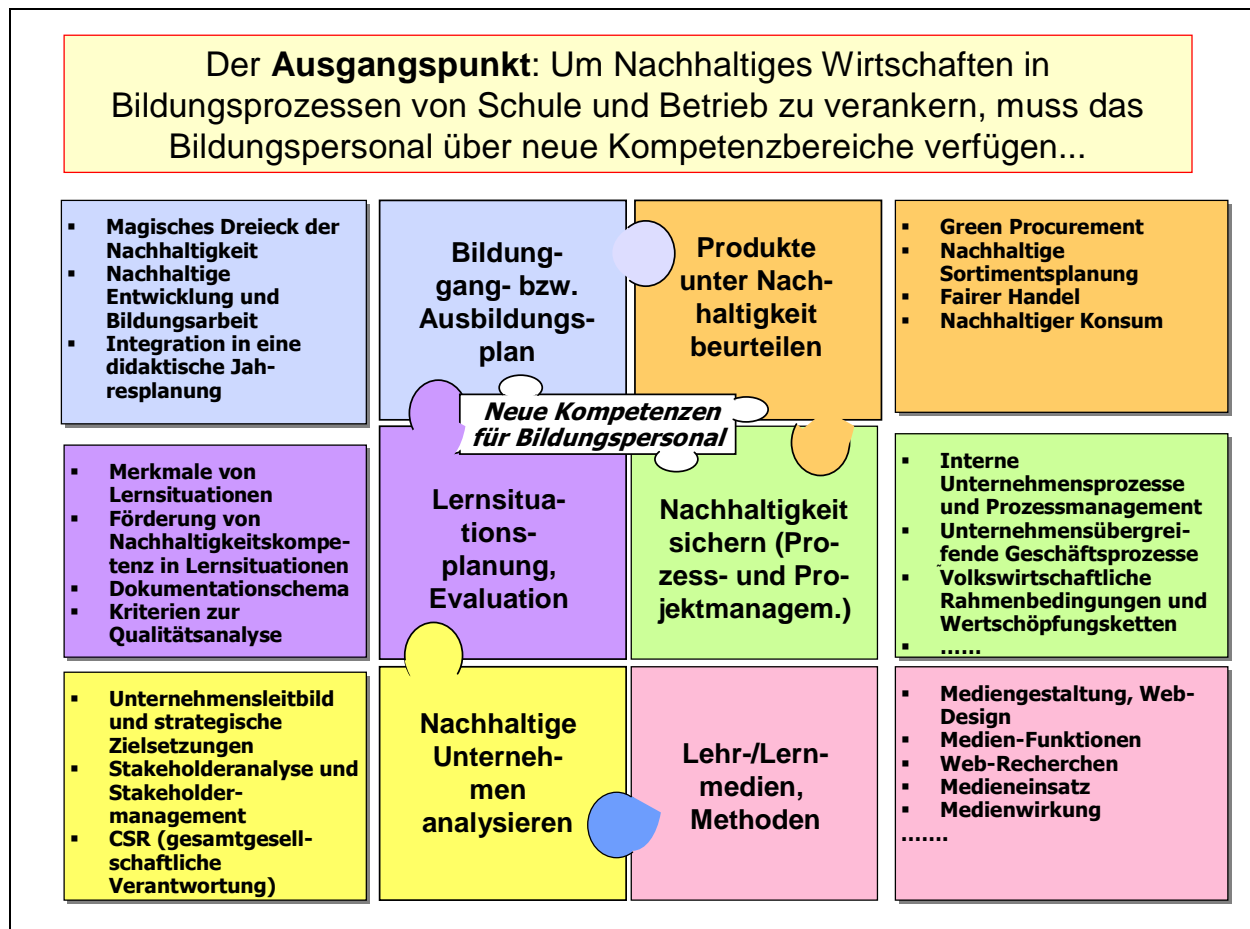 Der Ausgangspunkt: Um Nachhaltiges Wirtschaften in
Bildungsprozessen von Schule und Betrieb zu verankern, muss das
Bildungspersonal über neue Kompetenzbereiche verfügen...
▪ Magisches Dreieck der
Nachhaltigkeit
▪ Nachhaltige
Entwicklung und
Bildungsarbeit
▪ Integration in eine
didaktische Jah-
resplanung
Bildung-
gang- bzw.
Ausbildungs-
plan
Produkte
unter Nach-
haltigkeit
beurteilen
▪ Green Procurement
▪ Nachhaltige
Sortimentsplanung
▪ Fairer Handel
▪ Nachhaltiger Konsum
Neue Kompetenzen
für Bildungspersonal
▪ Merkmale von
Lernsituationen
▪ Förderung von
Nachhaltigkeitskompe-
tenz in Lernsituationen
▪ Dokumentationschema
▪ Kriterien zur
Qualitätsanalyse
Lernsitua-
tions-
planung,
Evaluation
Nachhaltigkeit
sichern (Pro-
zess- und Pro-
jektmanagem.)
▪ Interne
Unternehmensprozesse
und Prozessmanagement
▪ Unternehmensübergrei-
fende Geschäftsprozesse
▪ Volkswirtschaftliche
Rahmenbedingungen und
Wertschöpfungsketten
▪ ……
▪ Unternehmensleitbild
und strategische
Zielsetzungen
▪ Stakeholderanalyse und
Stakeholder-
management
▪ CSR (gesamtgesell-
schaftliche
Verantwortung)
Nachhaltige
Unterneh-
men
analysieren
Lehr-/Lern-
medien,
Methoden
▪ Mediengestaltung, Web-
Design
▪ Medien-Funktionen
▪ Web-Recherchen
▪ Medieneinsatz
▪ Medienwirkung
…….